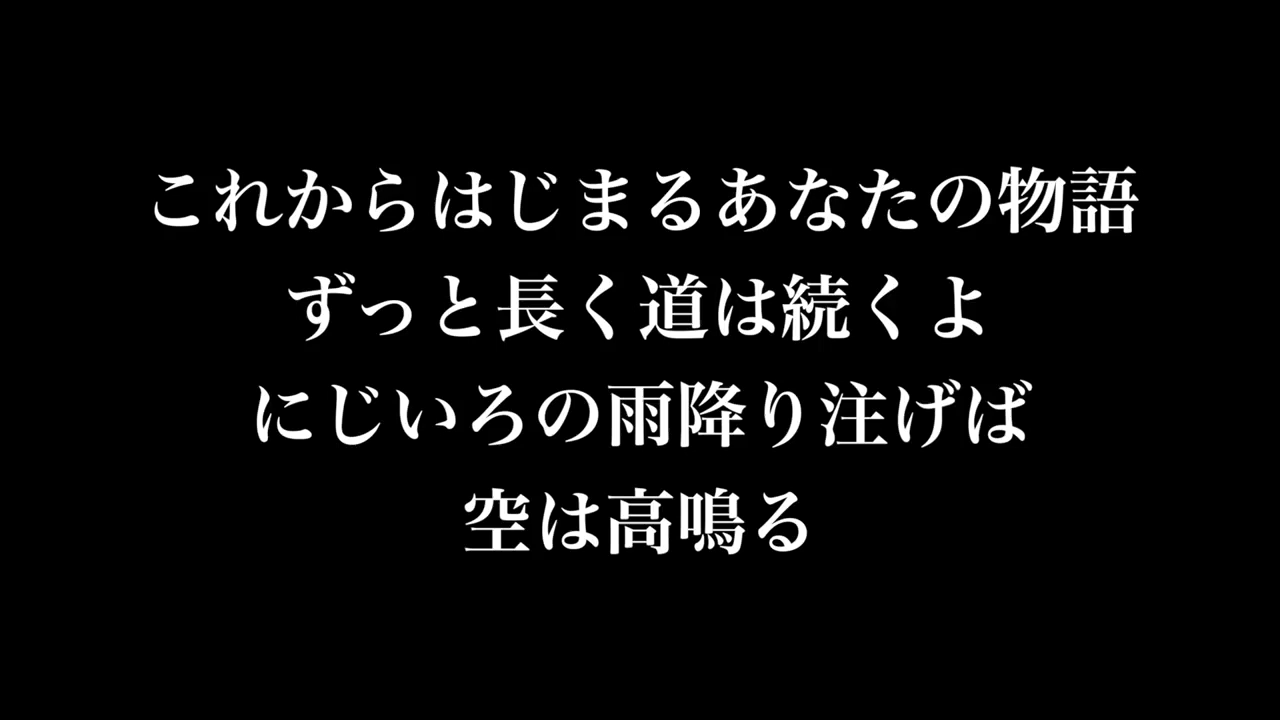 これからはじまるあなたの物語
ずっと長く道は続くよ
にじいろの雨降り注げば
空は高鳴る